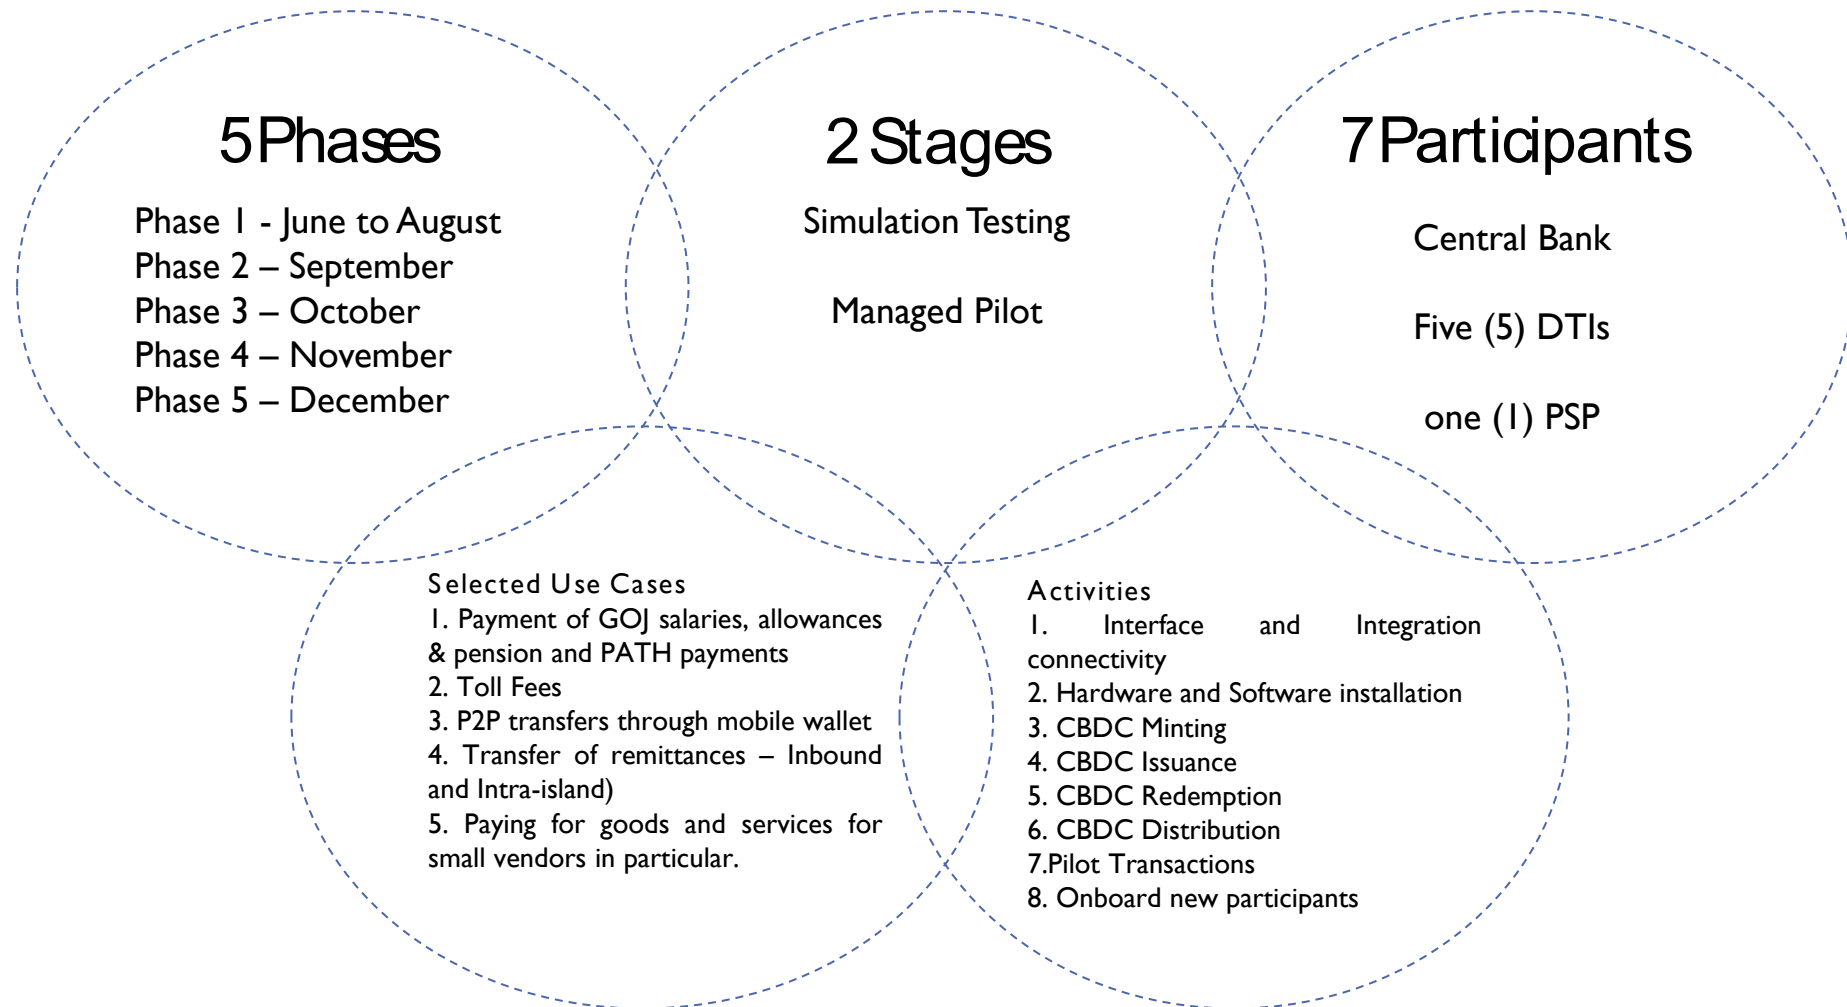 5 Phases
Phase 1 - June to August
Phase 2 – September
Phase 3 – October
Phase 4 – November
Phase 5 – December
2 Stages
Simulation Testing
Managed Pilot
7 Participants
Central Bank
Five (5) DTIs
one (1) PSP
Selected Use Cases
1. Payment of GOJ salaries, allowances
& pension and PATH payments
2. Toll Fees
3. P2P transfers through mobile wallet
4. Transfer of remittances – Inbound
and Intra-island)
5. Paying for goods and services for
small vendors in particular.
Activities
1. Interface and Integration
connectivity
2. Hardware and Software installation
3. CBDC Minting
4. CBDC Issuance
5. CBDC Redemption
6. CBDC Distribution
7.Pilot Transactions
8. Onboard new participants